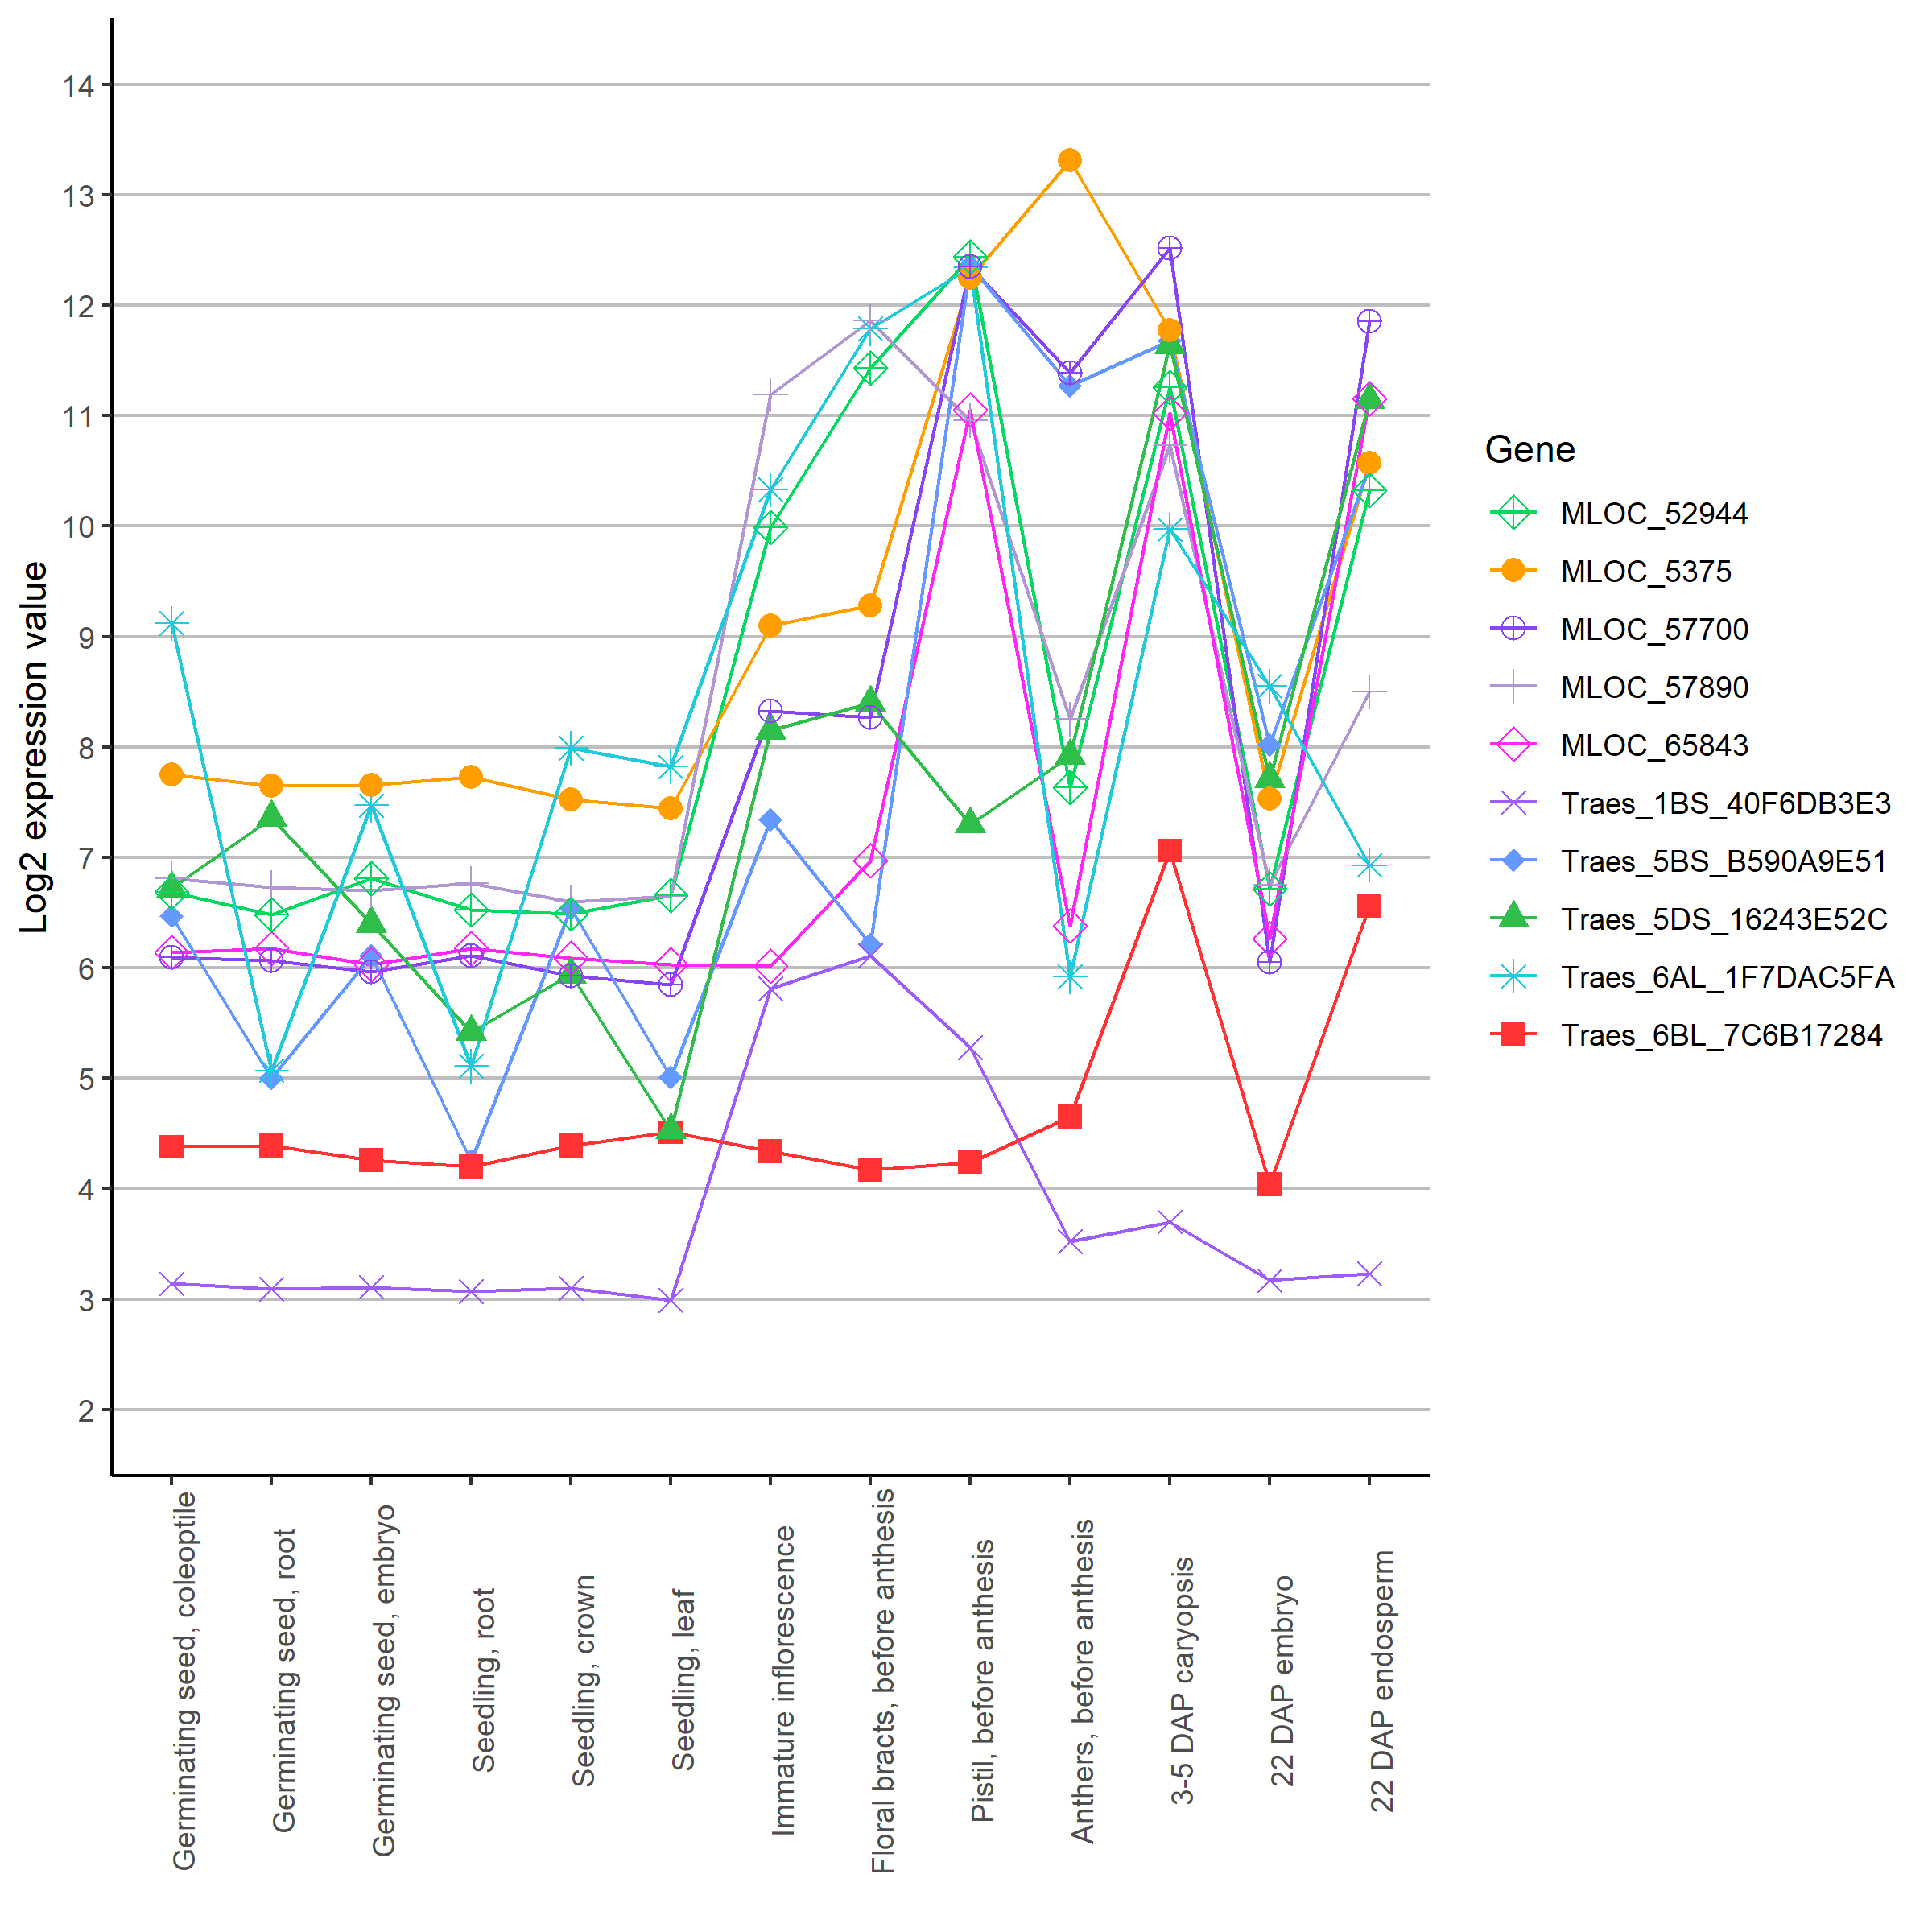 Log2 expression value
14
13
12
11
10
9
8
7
6
5
4
3
2
Germinating seed, coleoptile
Germinating seed, root
Germinating seed, embryo
Seedling, root
Seedling, crown
Seedling, leaf
Immature inflorescence
Floral bracts, before anthesis
Pistil, before anthesis
Anthers, before anthesis
3-5 DAP caryopsis
22 DAP embryo
22 DAP endosperm
Gene
MLOC_52944
MLOC_5375
MLOC_57700
MLOC_57890
MLOC_65843
Traes_1BS_40F6DB3E3
Traes_5BS_B590A9E51
Traes_5DS_16243E52C
Traes_6AL_1F7DAC5FA
Traes_6BL_7C6B17284